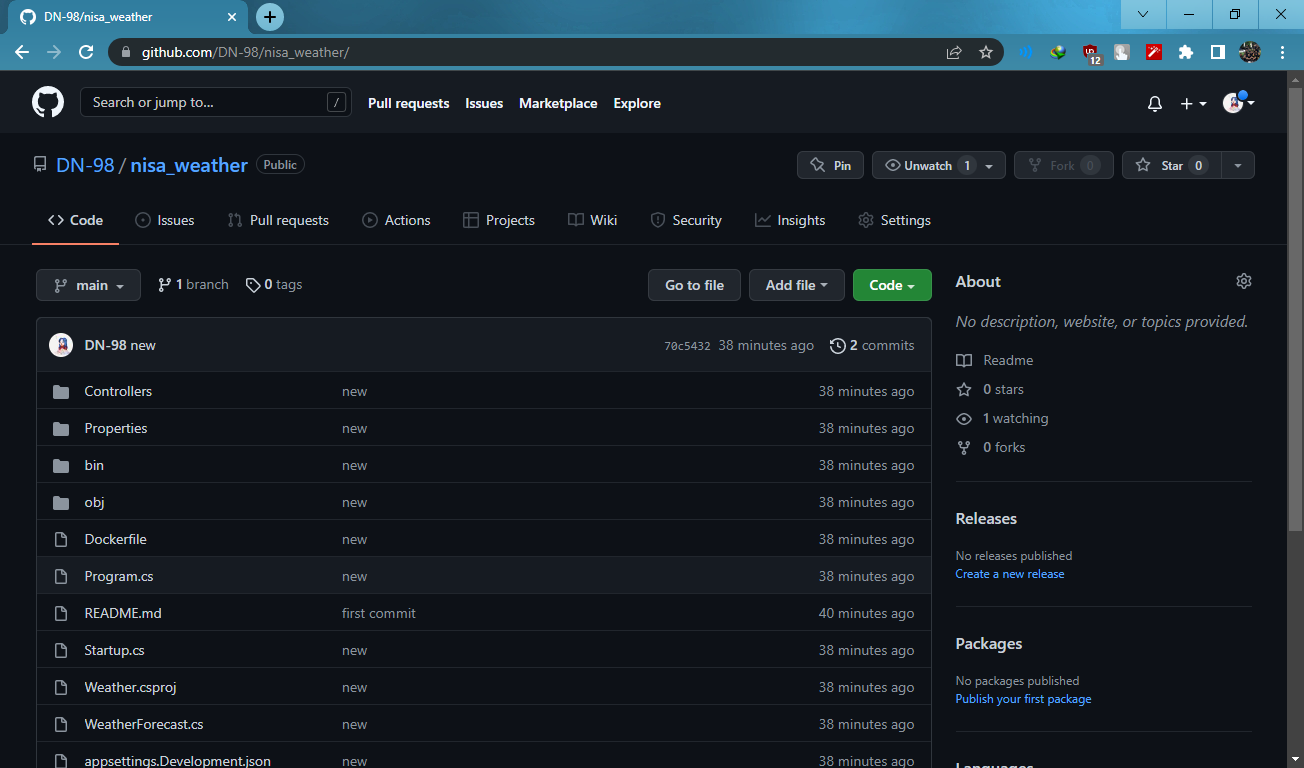 DN-98/nisa_weather
github.com/DN-98/nisa_weather/
12
Search or jump to... /
Pull requests Issues Marketplace Explore
DN-98 / nisa_weather Public
Pin
Unwatch 1
Fork 0
Star 0
Code Issues Pull requests Actions Projects Wiki Security Insights Settings
main 1 branch 0 tags
Go to file Add file Code
DN-98 new 70c5432 38 minutes ago 2 commits
Controllers new 38 minutes ago
Properties new 38 minutes ago
bin new 38 minutes ago
obj new 38 minutes ago
Dockerfile new 38 minutes ago
Program.cs new 38 minutes ago
README.md first commit 40 minutes ago
Startup.cs new 38 minutes ago
Weather.csproj new 38 minutes ago
WeatherForecast.cs new 38 minutes ago
appsettings.Development.json new 38 minutes ago
About
No description, website, or topics provided.
Readme
0 stars
1 watching
0 forks
Releases
No releases published
Create a new release
Packages
No packages published
Publish your first package
Languages